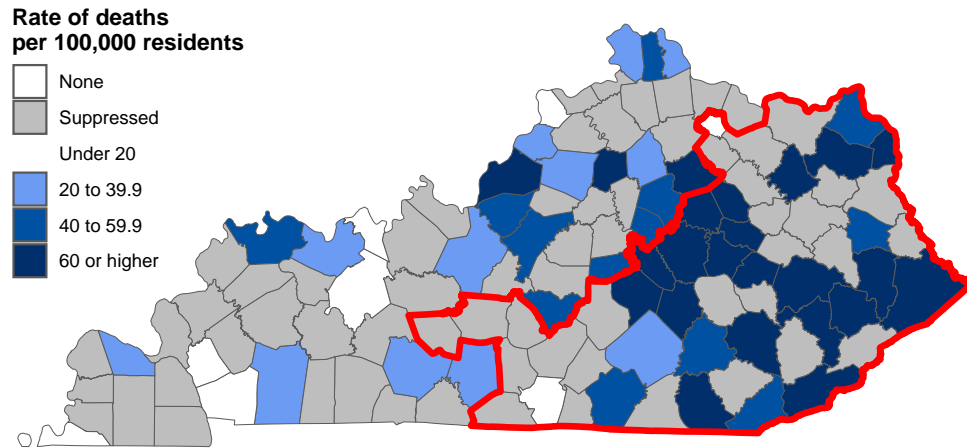 Rate of deaths
per 100,000 residents
None
Suppressed
Under 20
20 to 39.9
40 to 59.9
60 or higher